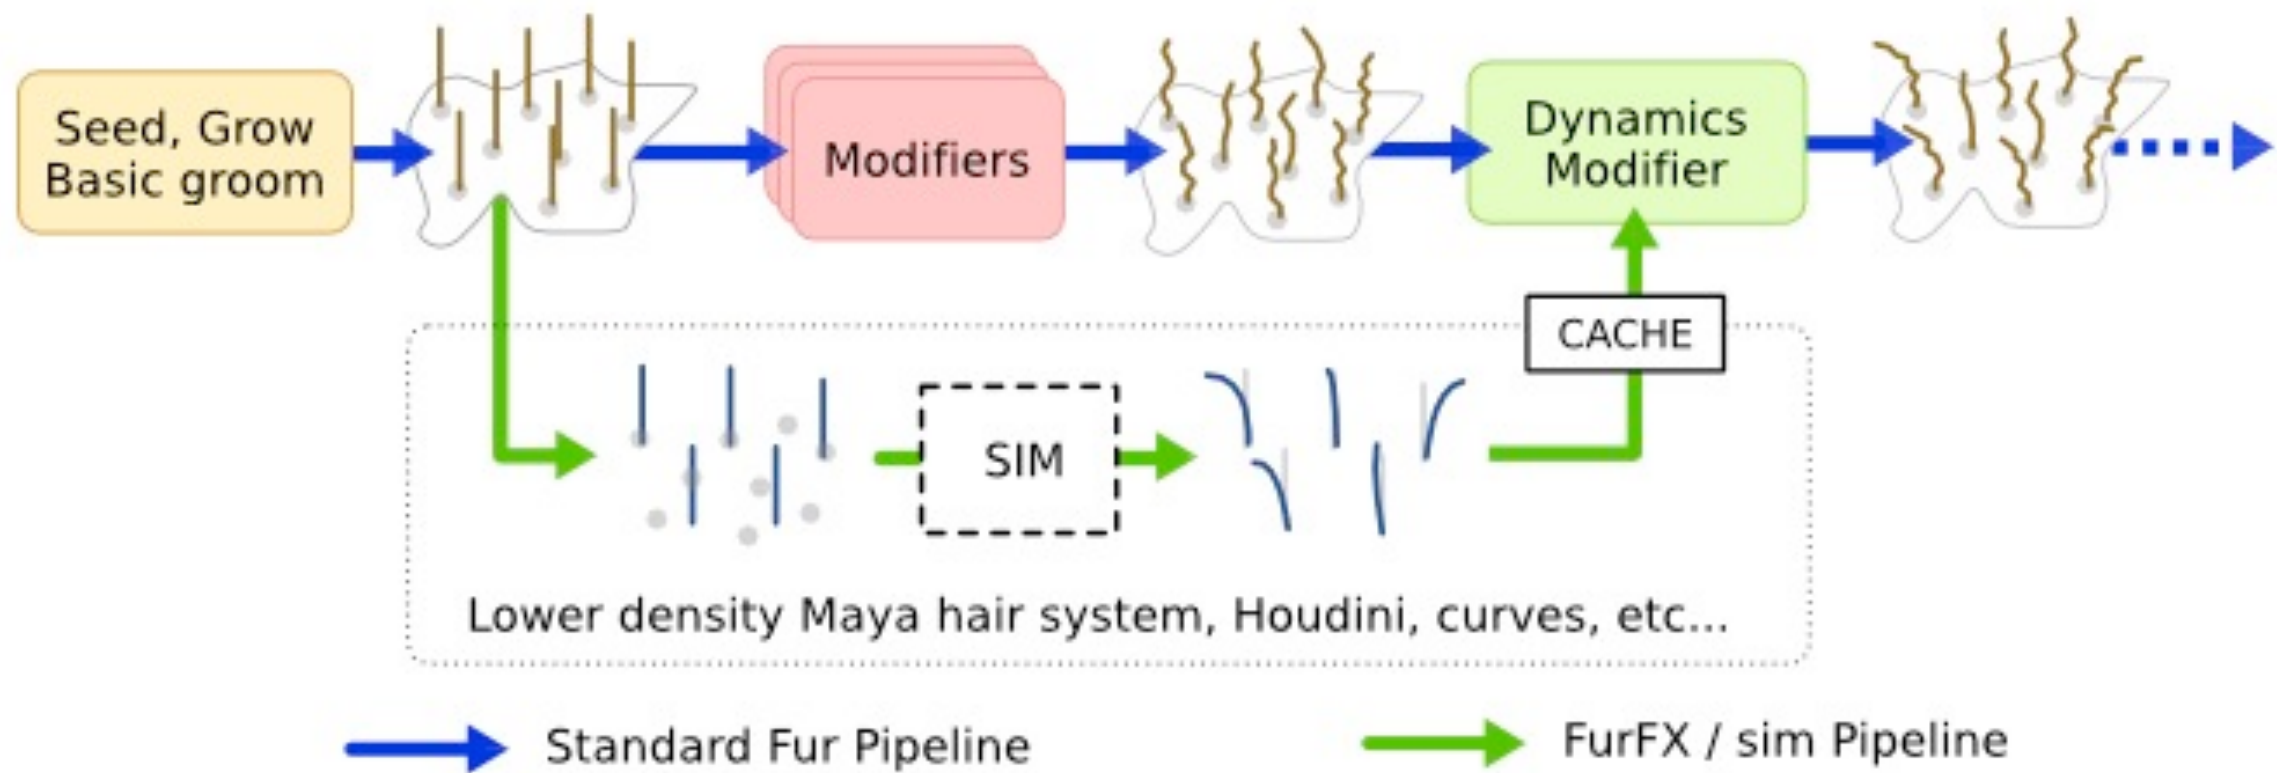 Seed, Grow
Basic groom
Modifiers
Dynamics
Modifier
CACHE
SIM
Lower density Maya hair system, Houdini, curves, etc...
Standard Fur Pipeline
FurFX / sim Pipeline